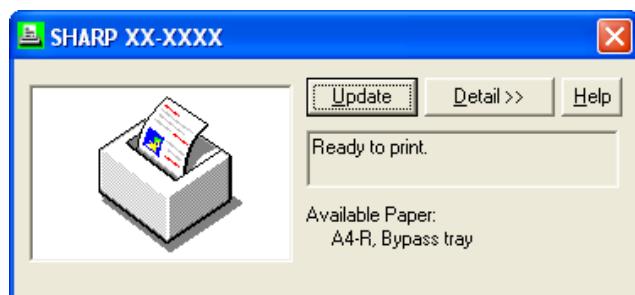 SHARP XX-XXXX
Update Detail >> Help
Ready to print.
Available Paper:
A4-R, Bypass tray